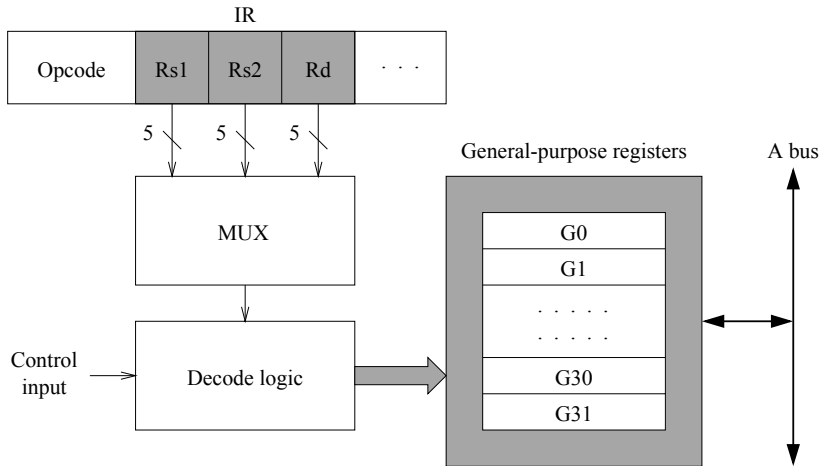 IR
Opcode Rs1 Rs2 Rd . . .
5 5 5
General-purpose registers A bus
MUX
G0
G1
. . . . .
. . . . .
Control
input
Decode logic
G30
G31